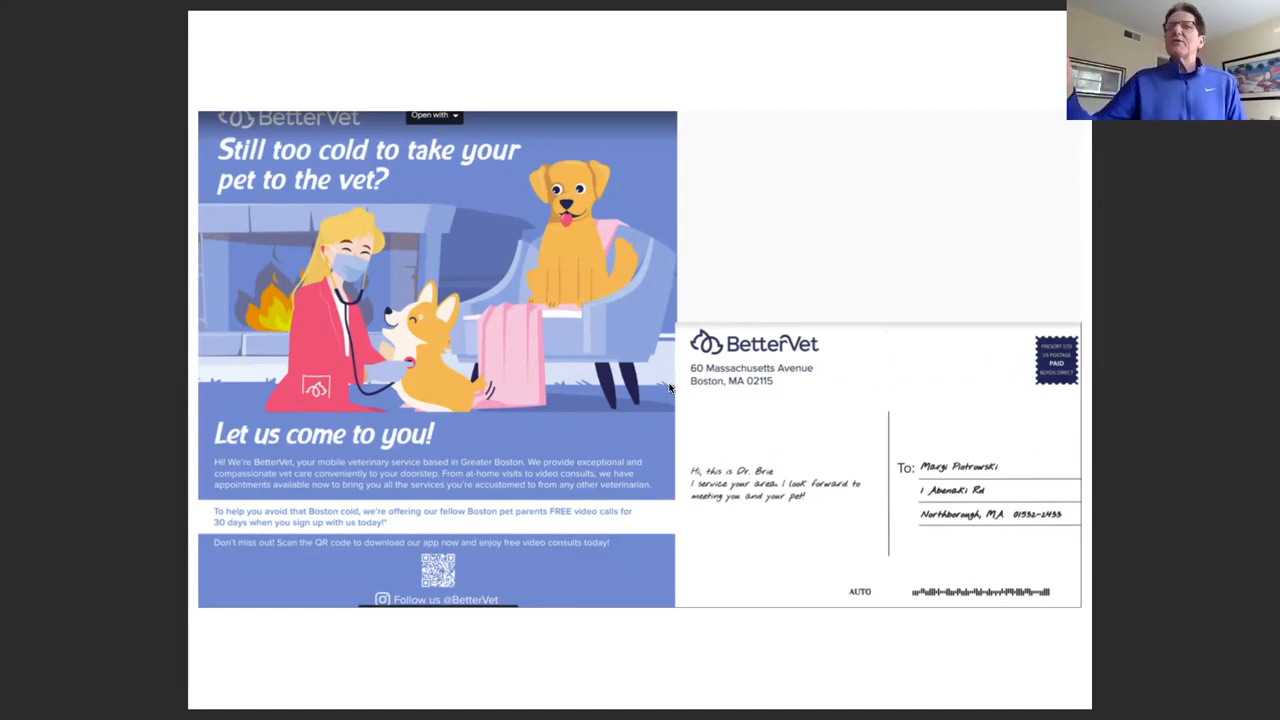 BetterVet
Open with
Still too cold to take your
pet to the vet?
Let us come to you!
Hi! We're BetterVet, your mobile veterinary service based in Greater Boston. We provide exceptional and
compassionate vet care conveniently to your doorstep. From at-home visits to video consults, we have
appointments available now to bring you all the services you're accustomed to from any other veterinarian.
To help you avoid that Boston cold, we're offering our fellow Boston pet parents FREE video calls for
30 days when you sign up with us today!*
Don't miss out! Scan the QR code to download our app now and enjoy free video consults today!
Follow us @BetterVet
BetterVet
60 Massachusetts Avenue
Boston, MA 02115
PRESORT STD
US POSTAGE
PAID
BOYDS DIRECT
Hi, this is Dr. Brie
I service your area. I look forward to
meeting you and your pet!
To: Margi Piotrowski
1 Abenaki Rd
Northborough, MA 01532-2433
AUTO